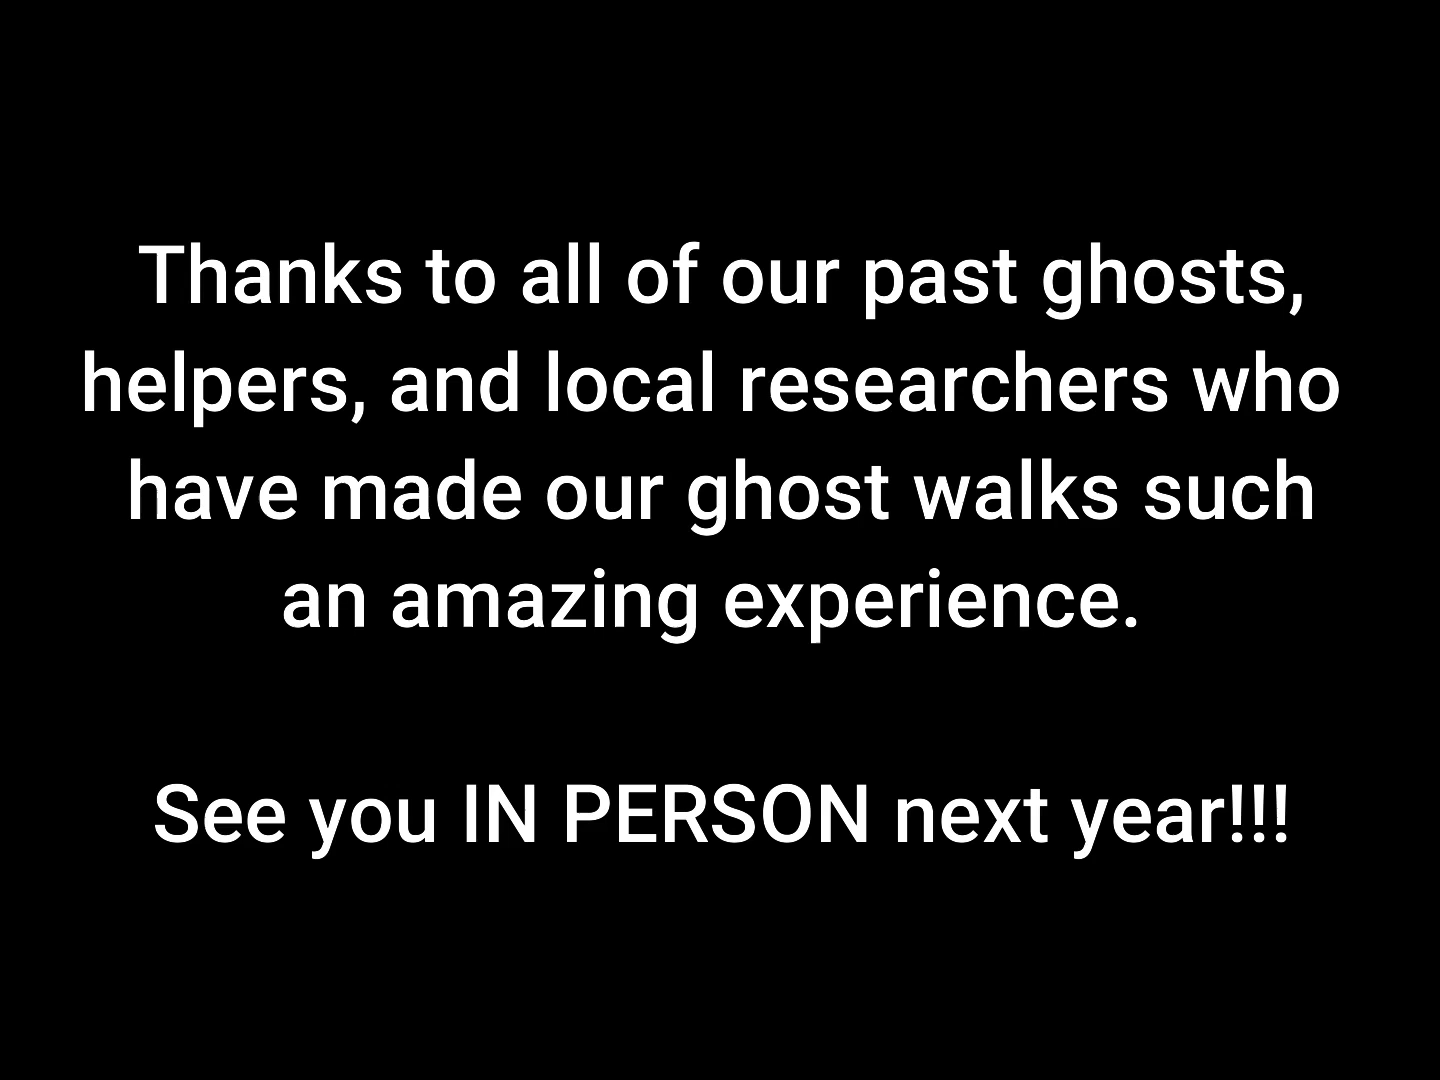 Thanks to all of our past ghosts,
helpers, and local researchers who
have made our ghost walks such
an amazing experience.
See you IN PERSON next year!!!